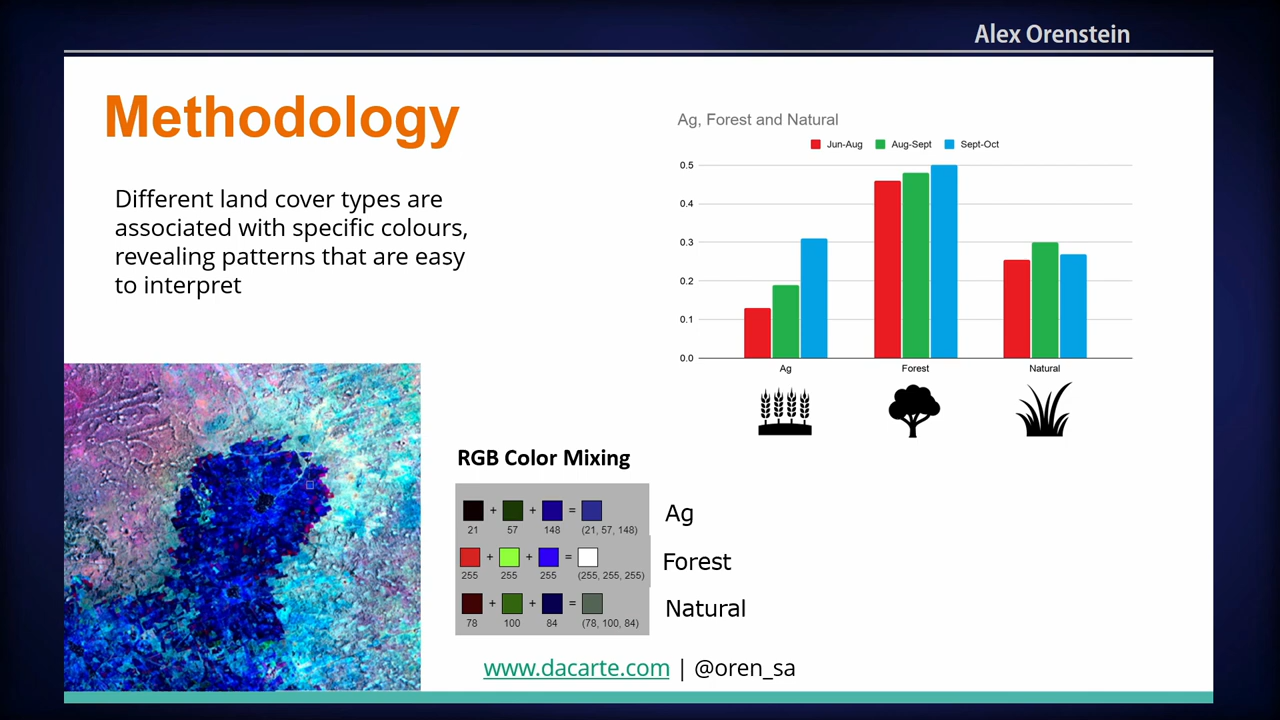 Alex Orenstein
Methodology
Different land cover types are
associated with specific colours,
revealing patterns that are easy
to interpret
Ag, Forest and Natural
Jun-Aug Aug-Sept Sept-Oct
0.5
0.4
0.3
0.2
0.1
0.0
Ag Forest Natural
RGB Color Mixing
+ + =
21 57 148 (21, 57, 148)
Ag
+ + =
255 255 255 (255, 255, 255)
Forest
+ + =
78 100 84 (78, 100, 84)
Natural
www.dacarte.com | @oren_sa